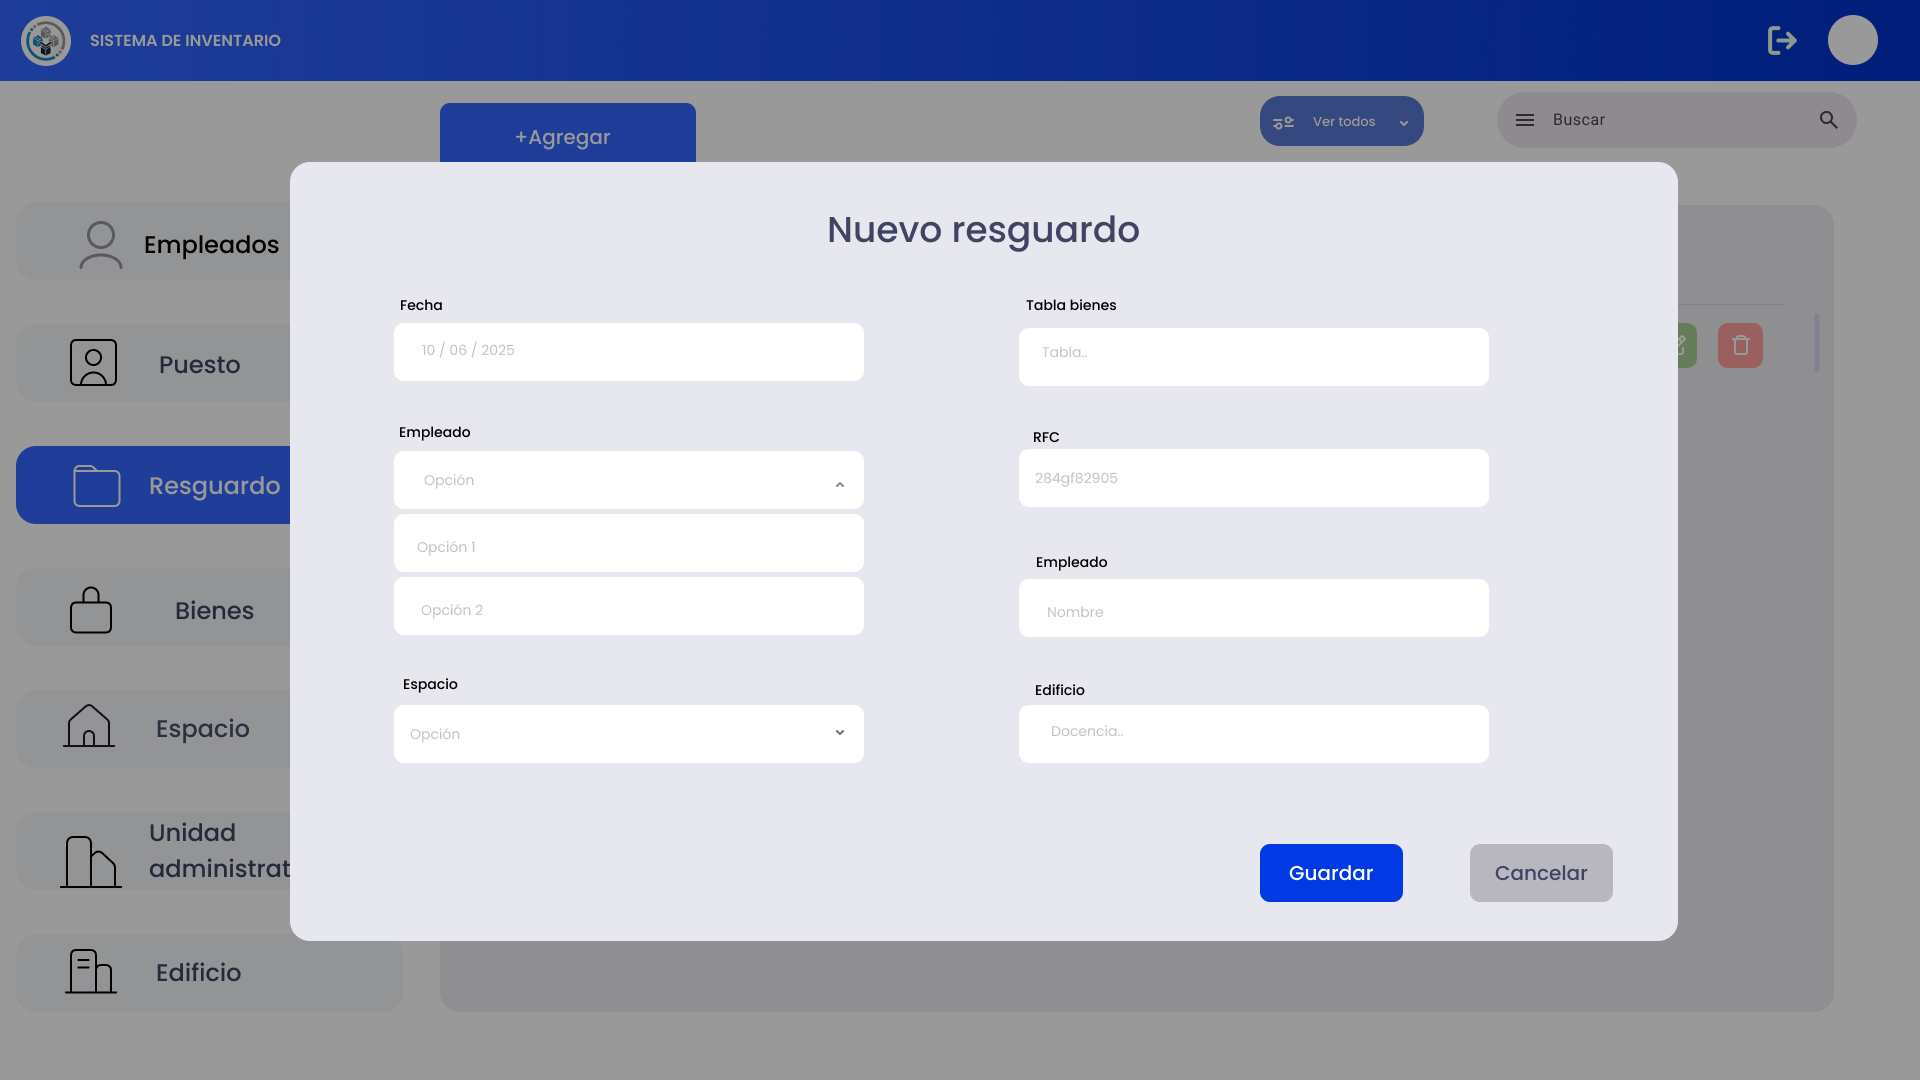 SISTEMA DE INVENTARIO
+Agregar
Ver todos
Buscar
Empleados
Puesto
Resguardo
Bienes
Espacio
Unidad
administrat
Edificio
Nuevo resguardo
Fecha
10 / 06 / 2025
Empleado
Opción
Opción 1
Opción 2
Espacio
Opción
Tabla bienes
Tabla..
RFC
284gf82905
Empleado
Nombre
Edificio
Docencia..
Guardar
Cancelar